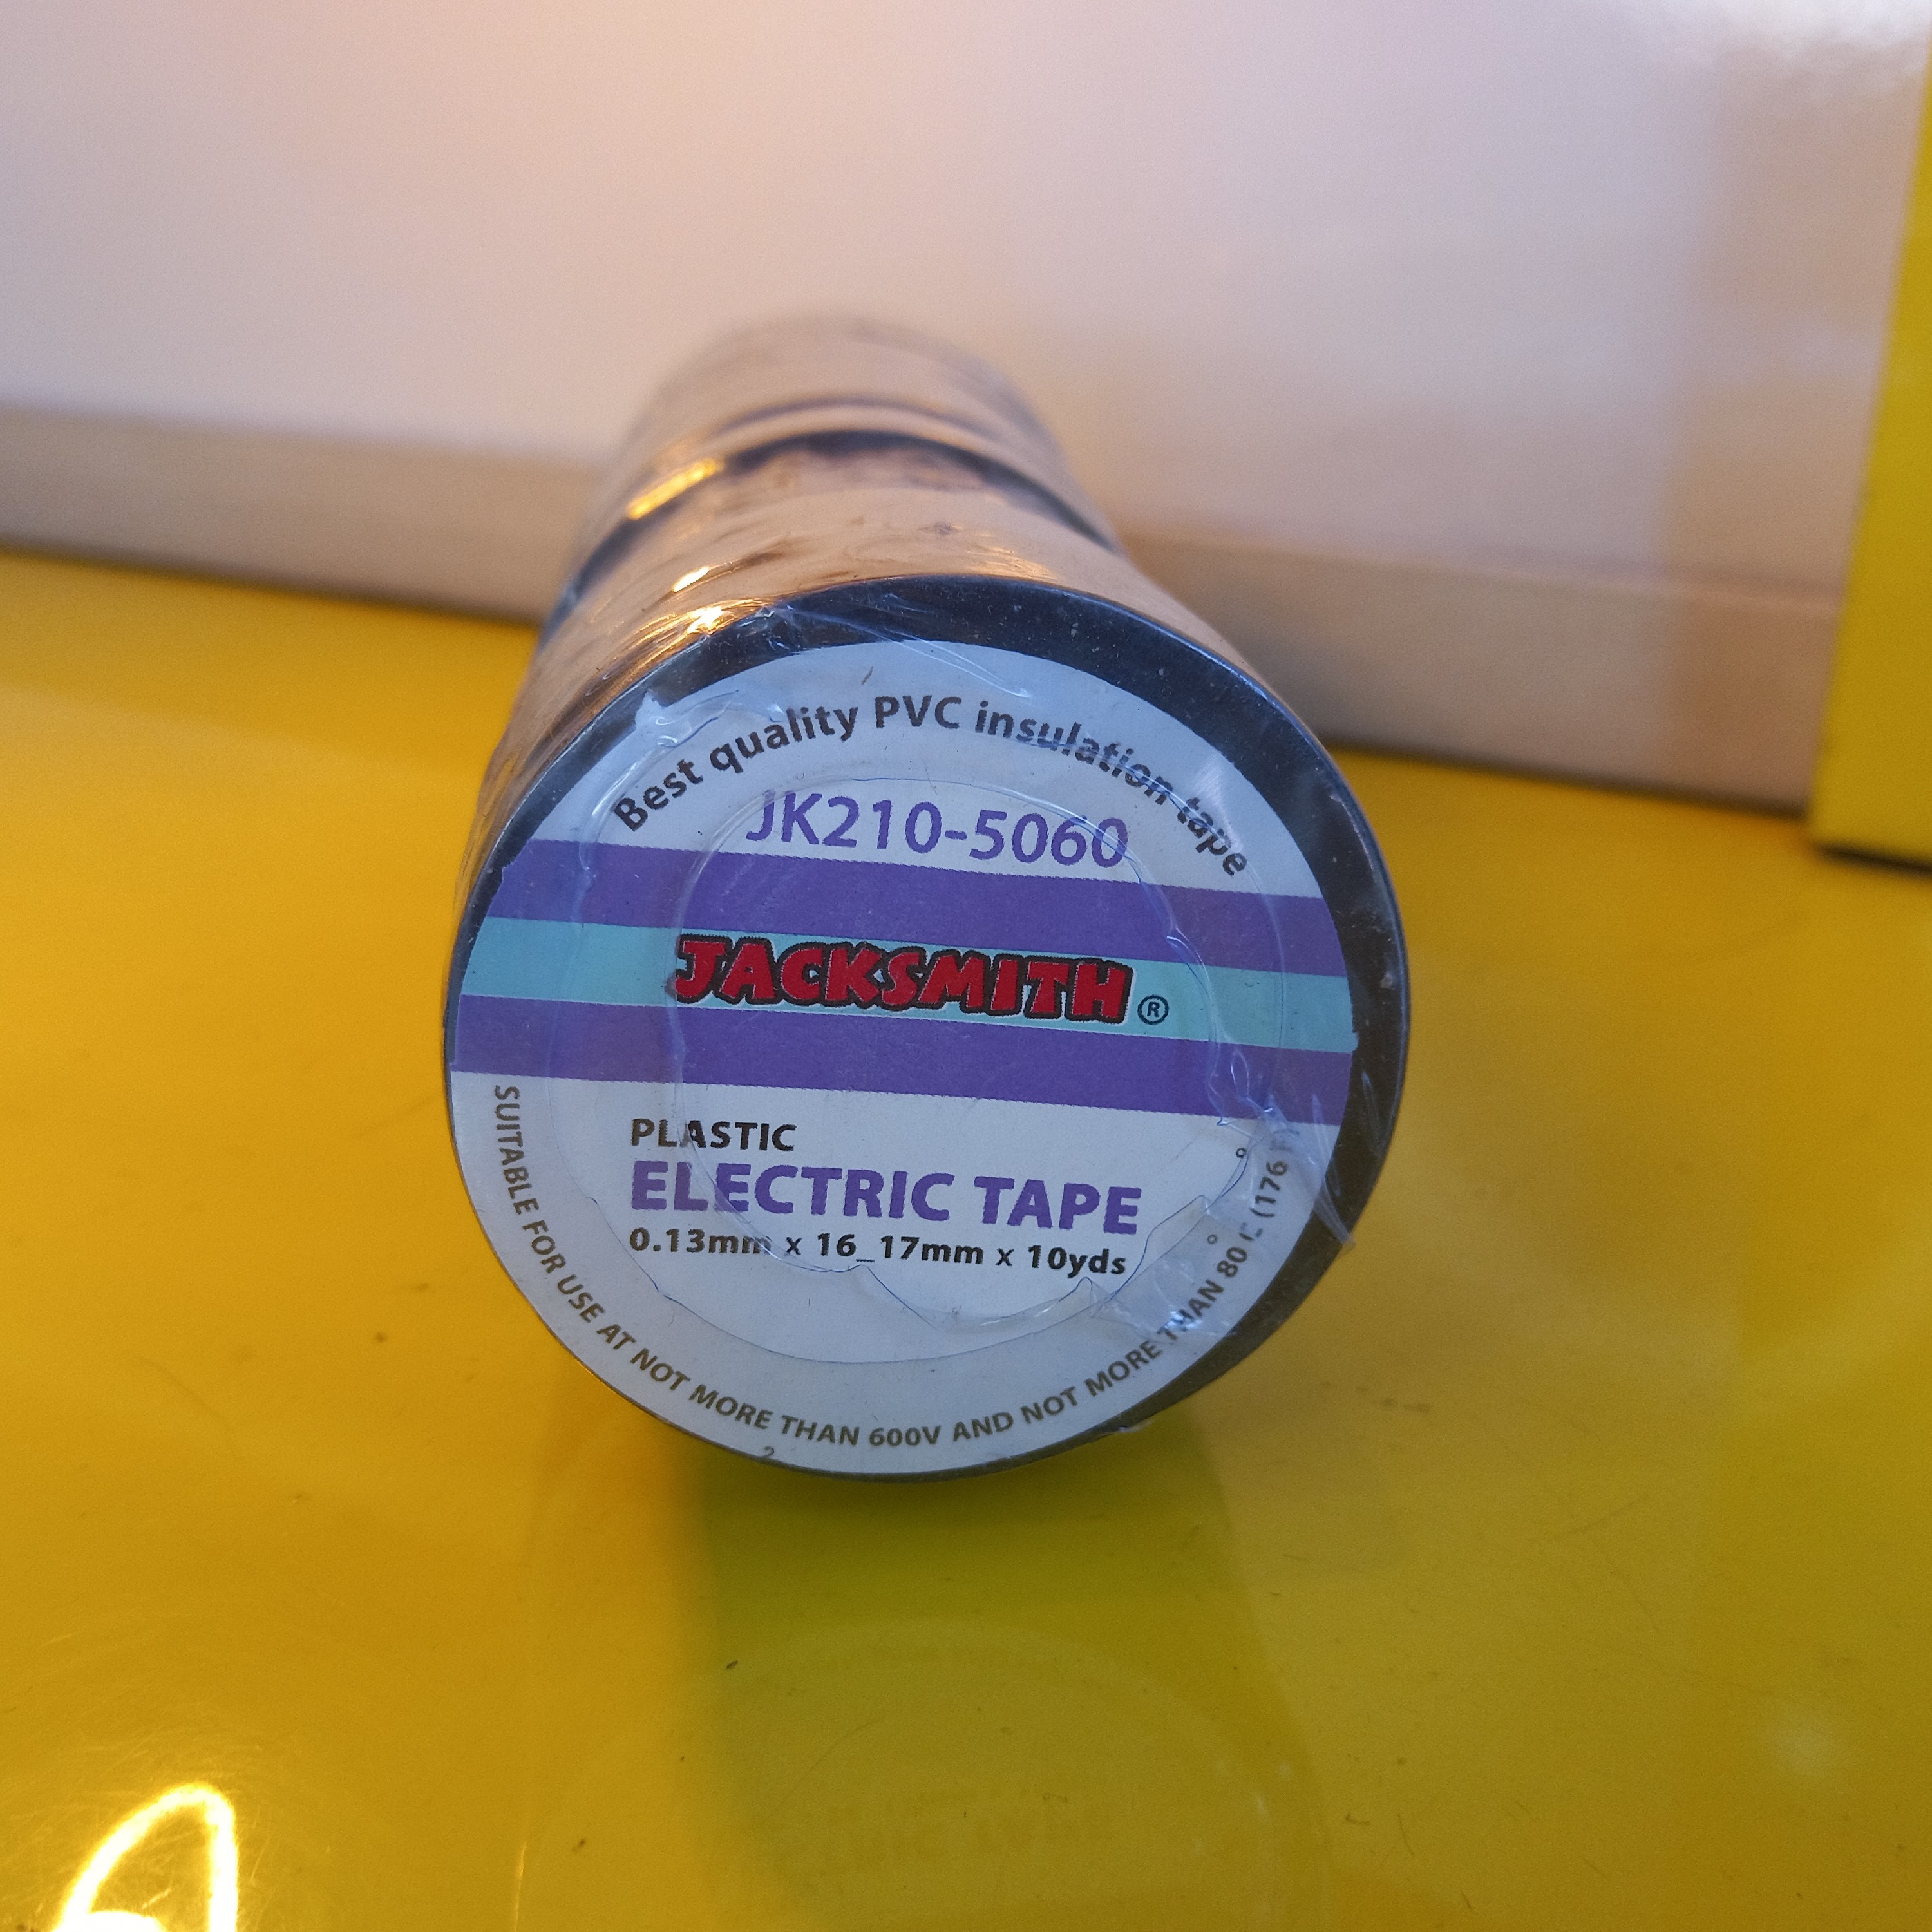 Best quality PVC insulation tape
JK210-5060
JACKSMITH®
PLASTIC
ELECTRIC TAPE
0.13mm x 16_17mm x 10yds
SUITABLE FOR USE AT NOT MORE THAN 600V AND NOT MORE THAN 80°C (176°F)